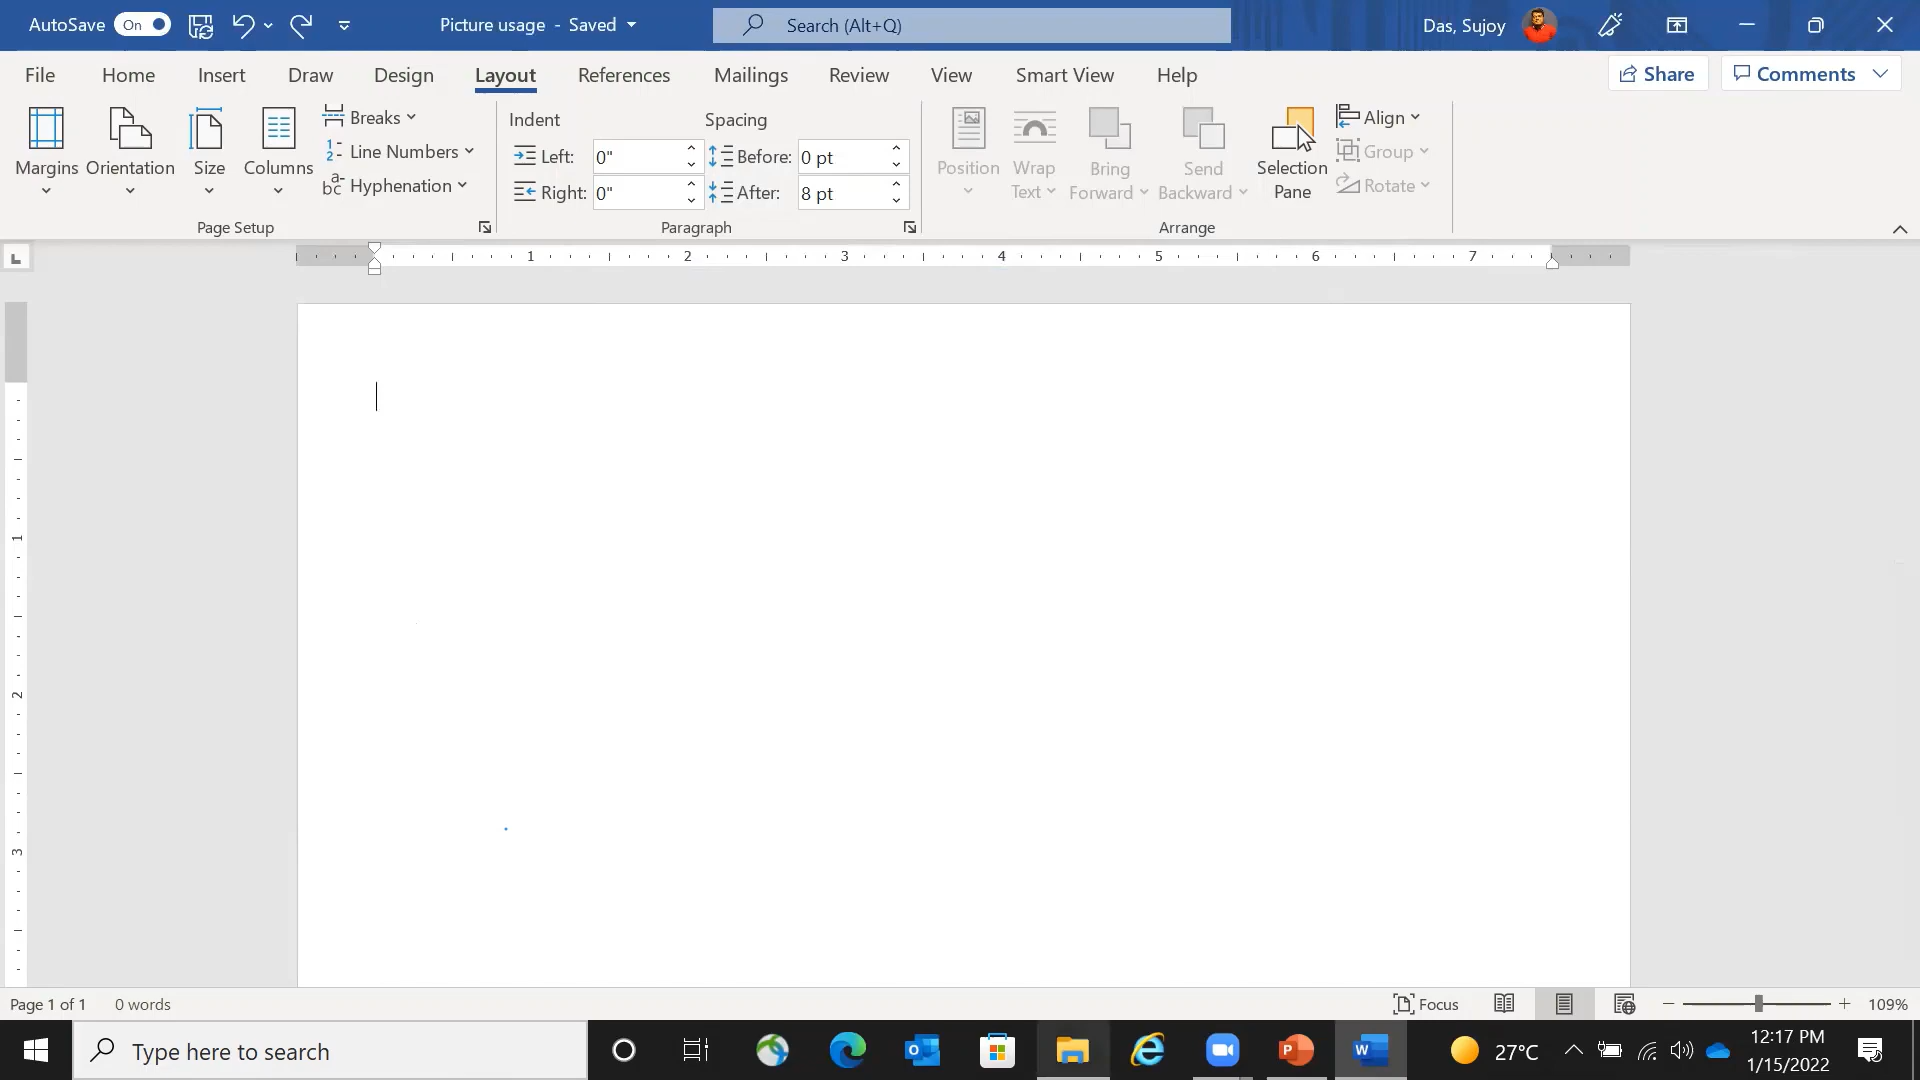 AutoSave On Picture usage - Saved Search (Alt+Q) Das, Sujoy
File Home Insert Draw Design Layout References Mailings Review View Smart View Help Share Comments
Margins Orientation Size Columns
Breaks
Line Numbers
Hyphenation
Page Setup
Indent Spacing
Left: 0" Before: 0 pt
Right: 0" After: 8 pt
Paragraph
Position
Wrap Text
Bring Forward
Send Backward
Selection Pane
Align
Group
Rotate
Arrange
1 2 3 4 5 6 7
1
2
3
Page 1 of 1 0 words Focus 109%
Type here to search 27°C 12:17 PM
1/15/2022